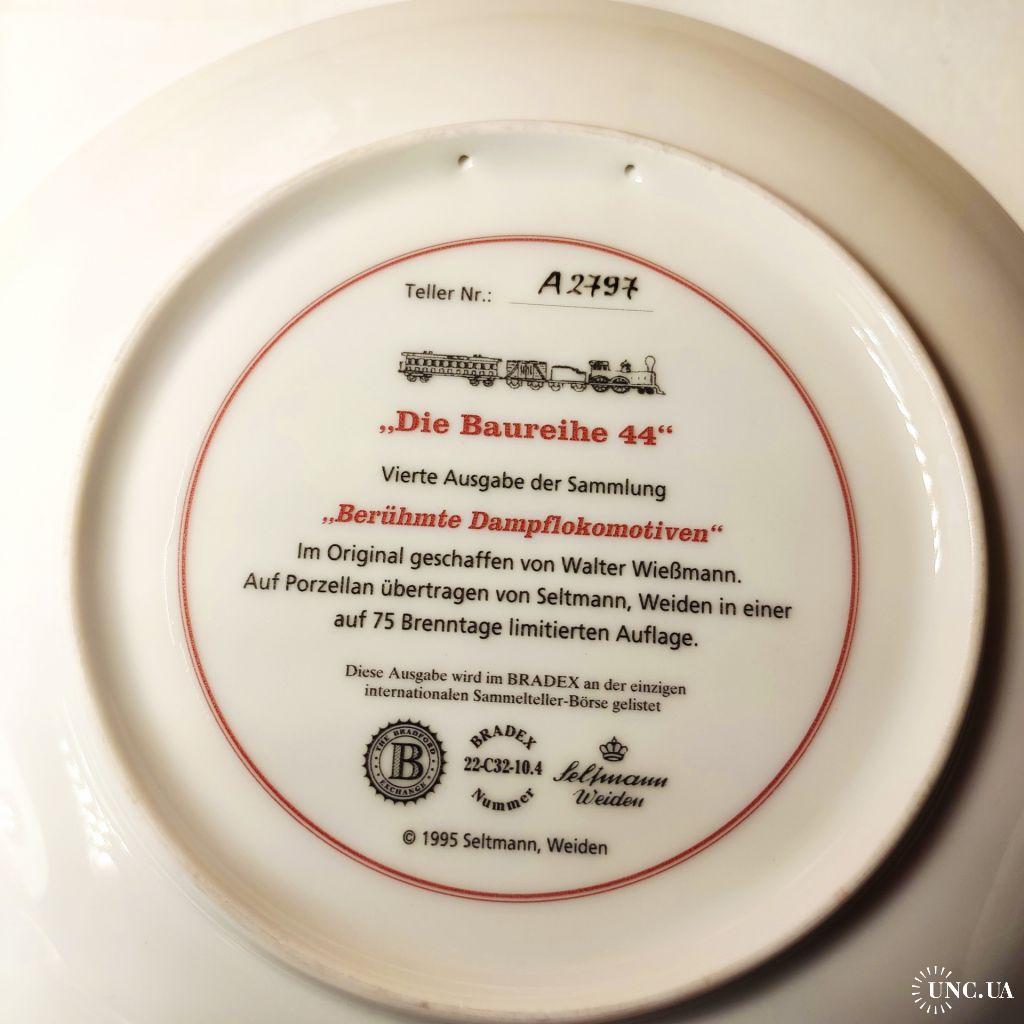 Teller Nr.: A2797
„Die Baureihe 44“
Vierte Ausgabe der Sammlung
„Berühmte Dampflokomotiven“
Im Original geschaffen von Walter Wießmann.
Auf Porzellan übertragen von Seltmann, Weiden in einer
auf 75 Brenntage limitierten Auflage.
Diese Ausgabe wird im BRADEX an der einzigen
internationalen Sammelteller-Börse gelistet
THE BRADFORD
B
EXCHANGE
BRADEX
22-C32-10.4
Nummer
Seltmann
Weiden
© 1995 Seltmann, Weiden
UNC.UA